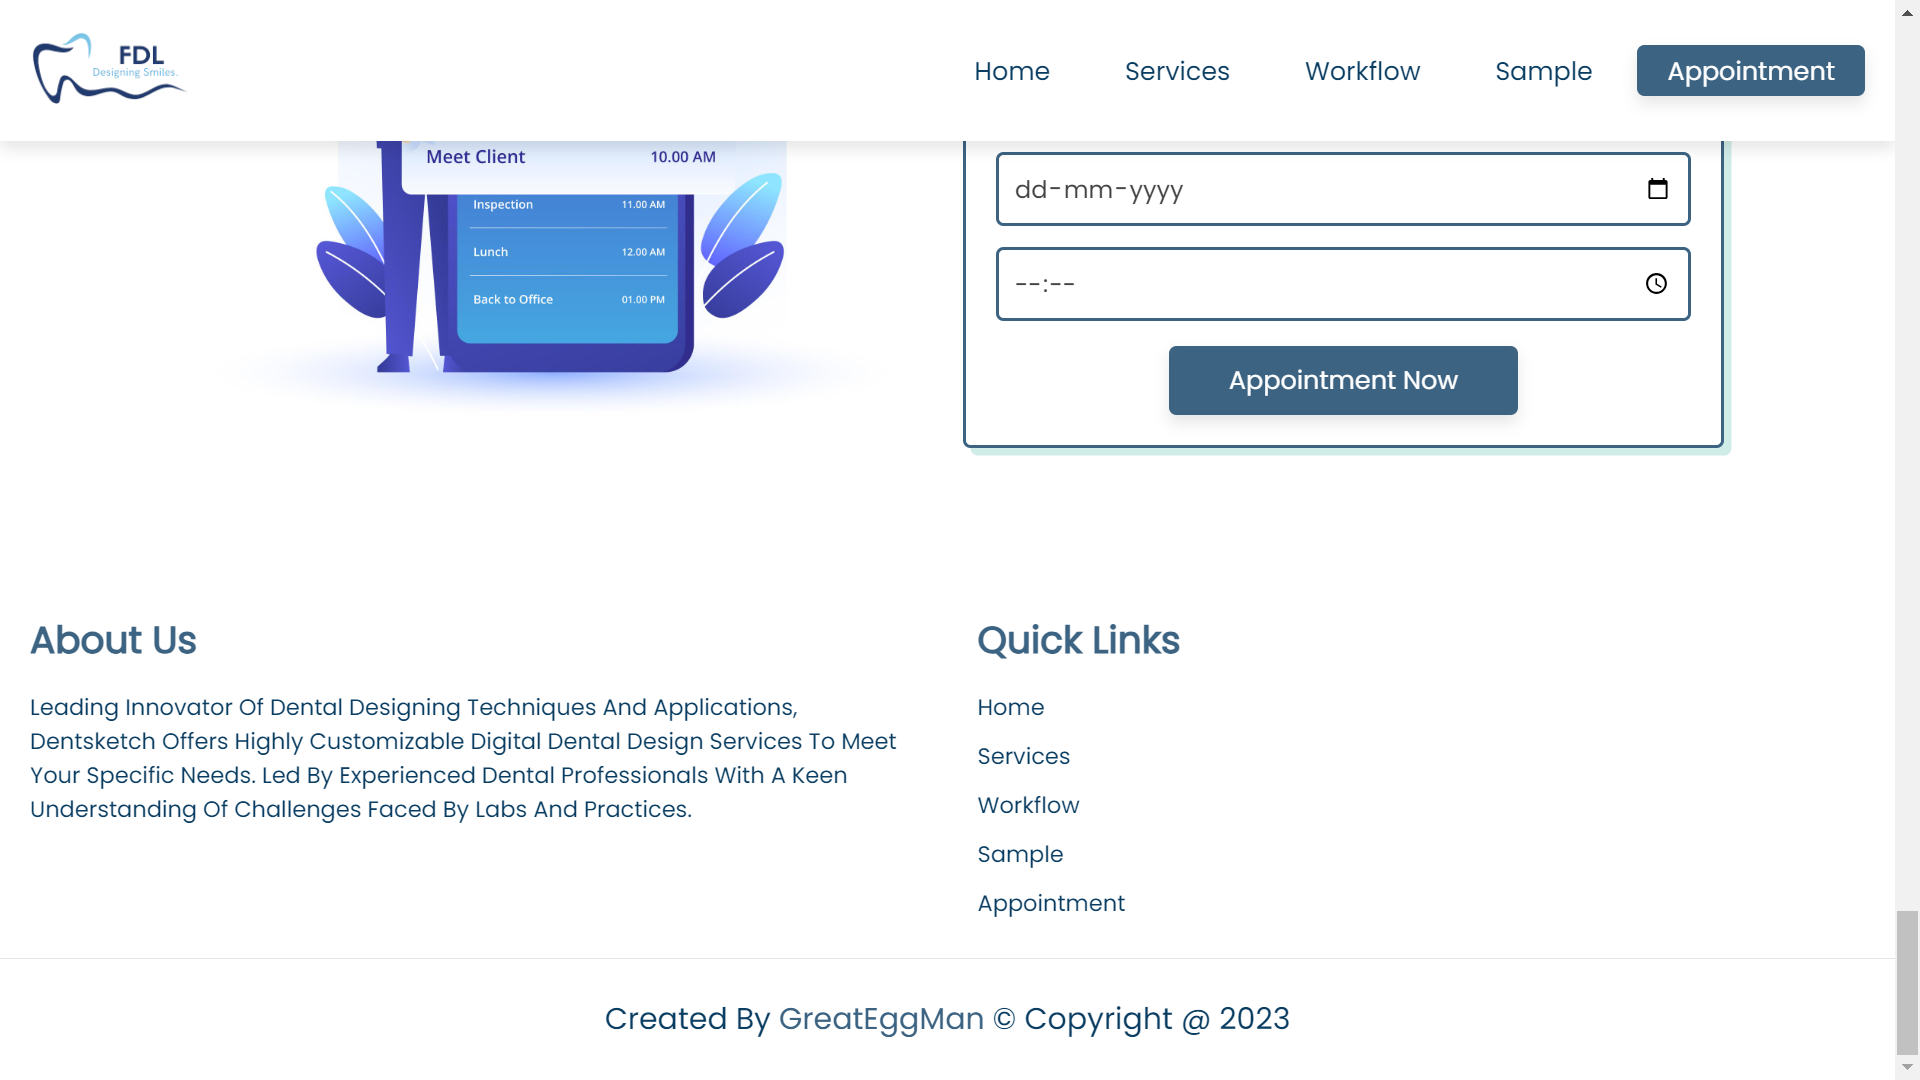 FDL
Designing Smiles.
Home
Services
Workflow
Sample
Appointment
Meet Client 10.00 AM
Inspection 11.00 AM
Lunch 12.00 AM
Back to Office 01.00 PM
dd-mm-yyyy
--:--
Appointment Now
About Us
Leading Innovator Of Dental Designing Techniques And Applications,
Dentsketch Offers Highly Customizable Digital Dental Design Services To Meet
Your Specific Needs. Led By Experienced Dental Professionals With A Keen
Understanding Of Challenges Faced By Labs And Practices.
Quick Links
Home
Services
Workflow
Sample
Appointment
Created By GreatEggMan © Copyright @ 2023